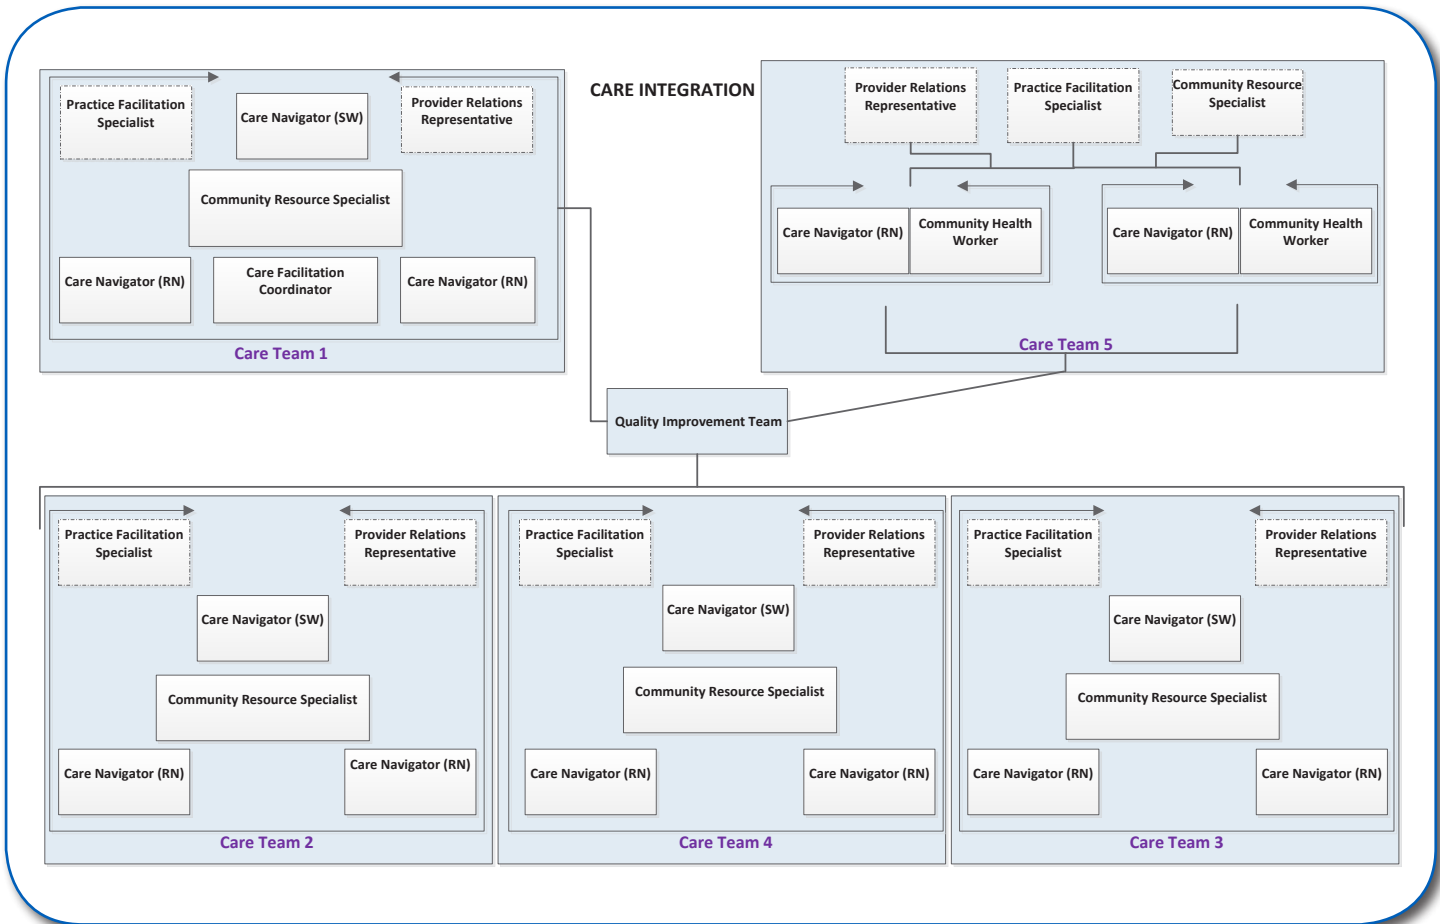 CARE INTEGRATION
Practice Facilitation
Specialist
Care Navigator (SW)
Provider Relations
Representative
Community Resource Specialist
Care Navigator (RN)
Care Facilitation
Coordinator
Care Navigator (RN)
Care Team 1
Provider Relations
Representative
Practice Facilitation
Specialist
Community Resource
Specialist
Care Navigator (RN)
Community Health
Worker
Care Navigator (RN)
Community Health
Worker
Care Team 5
Quality Improvement Team
Practice Facilitation
Specialist
Provider Relations
Representative
Care Navigator (SW)
Community Resource Specialist
Care Navigator (RN)
Care Navigator (RN)
Care Team 2
Practice Facilitation
Specialist
Provider Relations
Representative
Care Navigator (SW)
Community Resource Specialist
Care Navigator (RN)
Care Navigator (RN)
Care Team 4
Practice Facilitation
Specialist
Provider Relations
Representative
Care Navigator (SW)
Community Resource Specialist
Care Navigator (RN)
Care Navigator (RN)
Care Team 3